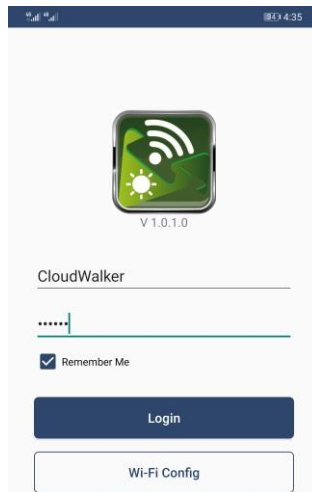 4:35
V 1.0.1.0
CloudWalker
••••••
Remember Me
Login
Wi-Fi Config